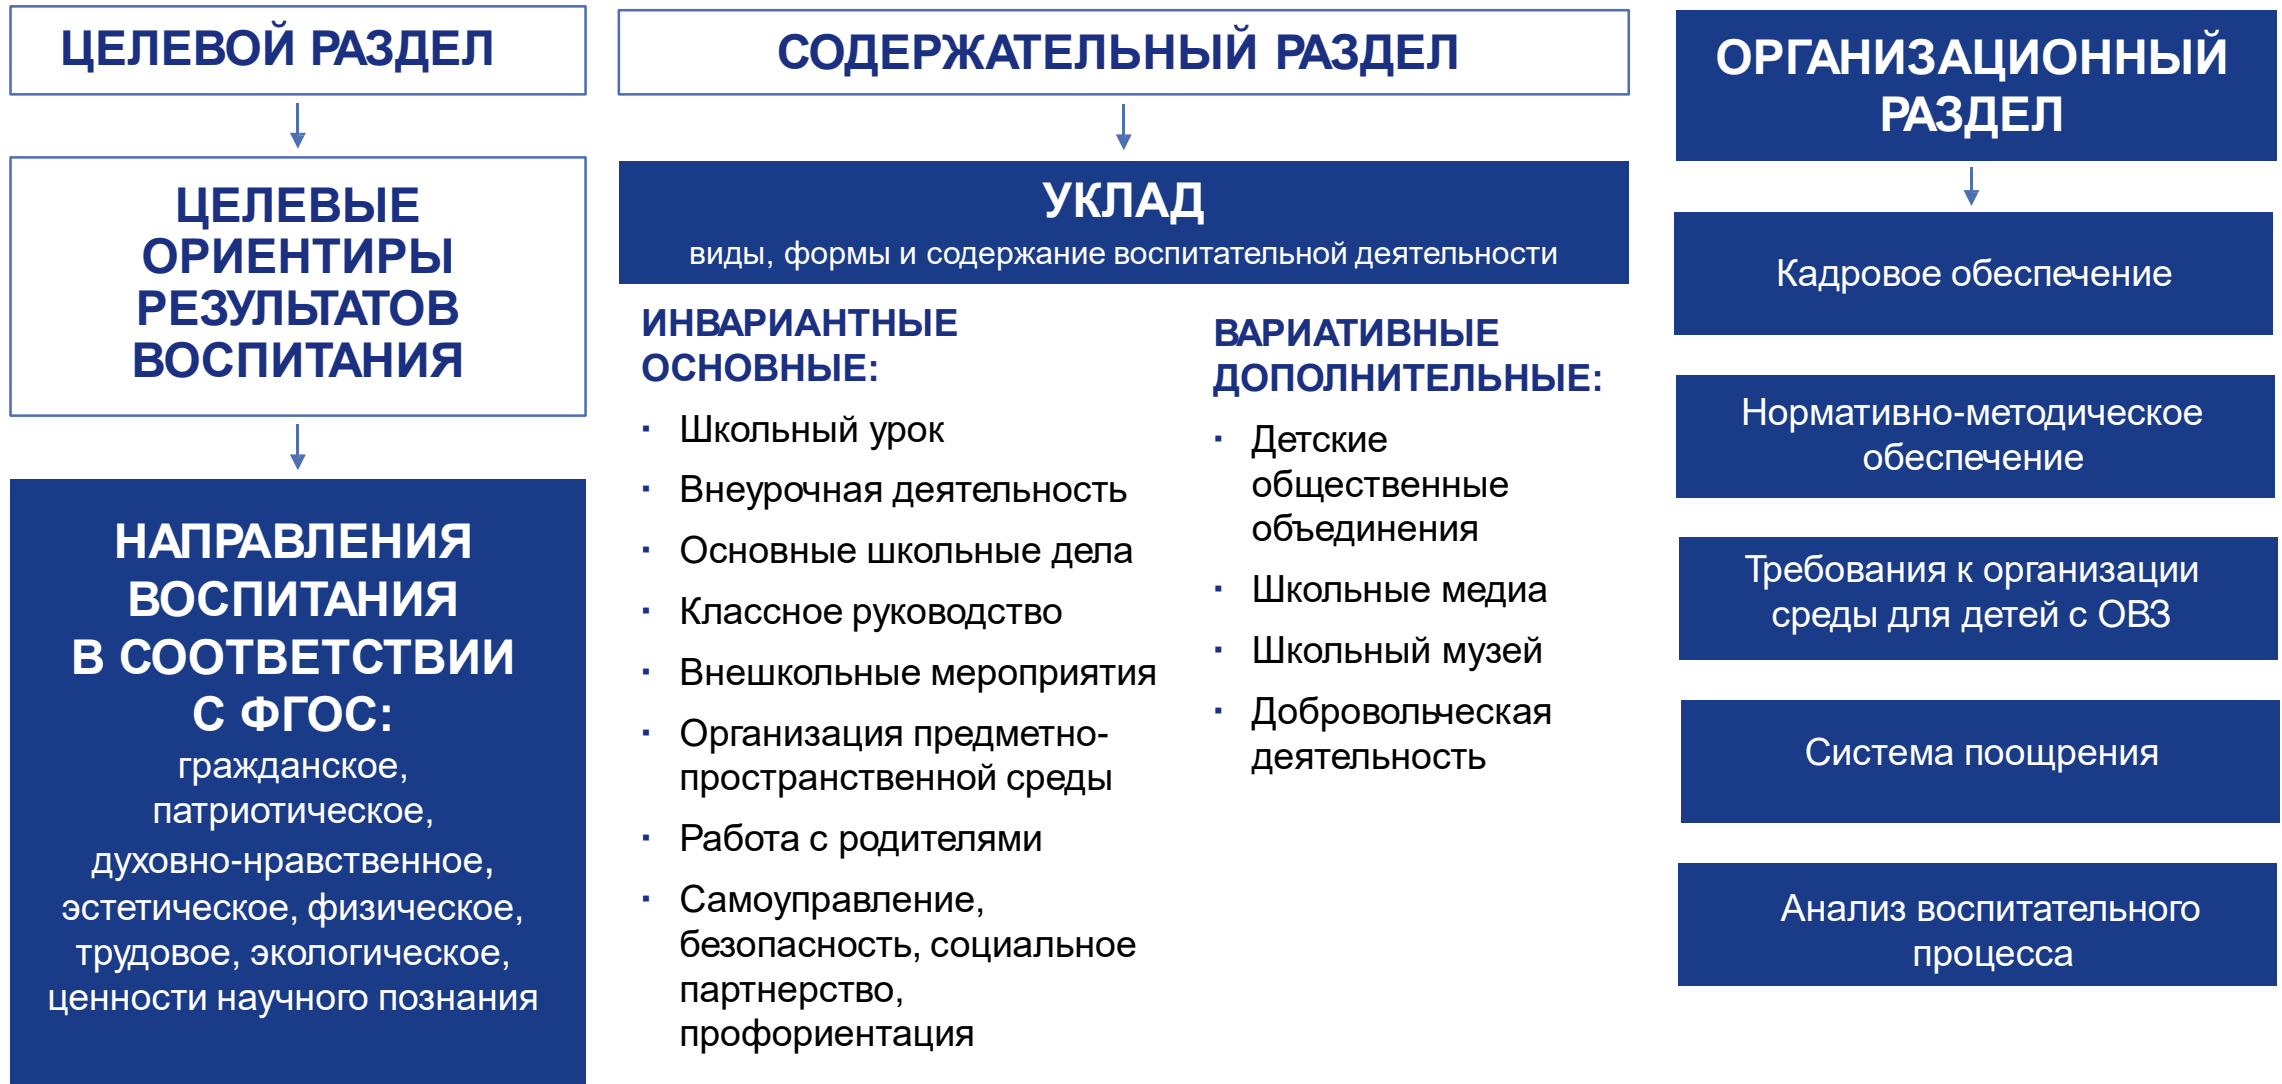 ЦЕЛЕВОЙ РАЗДЕЛ
ЦЕЛЕВЫЕ
ОРИЕНТИРЫ
РЕЗУЛЬТАТОВ
ВОСПИТАНИЯ
НАПРАВЛЕНИЯ
ВОСПИТАНИЯ
В СООТВЕТСТВИИ
С ФГОС:
гражданское,
патриотическое,
духовно-нравственное,
эстетическое, физическое,
трудовое, экологическое,
ценности научного познания
СОДЕРЖАТЕЛЬНЫЙ РАЗДЕЛ
УКЛАД
виды, формы и содержание воспитательной деятельности
ИНВАРИАНТНЫЕ
ОСНОВНЫЕ:
▪ Школьный урок
▪ Внеурочная деятельность
▪ Основные школьные дела
▪ Классное руководство
▪ Внешкольные мероприятия
▪ Организация предметно-
пространственной среды
▪ Работа с родителями
▪ Самоуправление,
безопасность, социальное
партнерство,
профориентация
ВАРИАТИВНЫЕ
ДОПОЛНИТЕЛЬНЫЕ:
▪ Детские
общественные
объединения
▪ Школьные медиа
▪ Школьный музей
▪ Добровольческая
деятельность
ОРГАНИЗАЦИОННЫЙ
РАЗДЕЛ
Кадровое обеспечение
Нормативно-методическое
обеспечение
Требования к организации
среды для детей с ОВЗ
Система поощрения
Анализ воспитательного
процесса